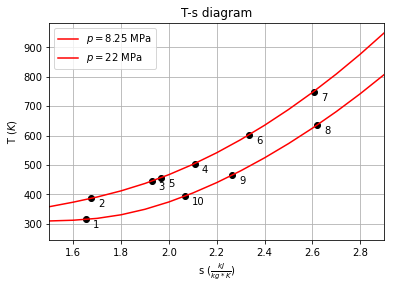 T-s diagram
p = 8.25 MPa
p = 22 MPa
900
800
700
600
500
400
300
T (K)
1 2 3 4 5 6 7 8 9 10
1.6 1.8 2.0 2.2 2.4 2.6 2.8
s (kJ/kg*K)